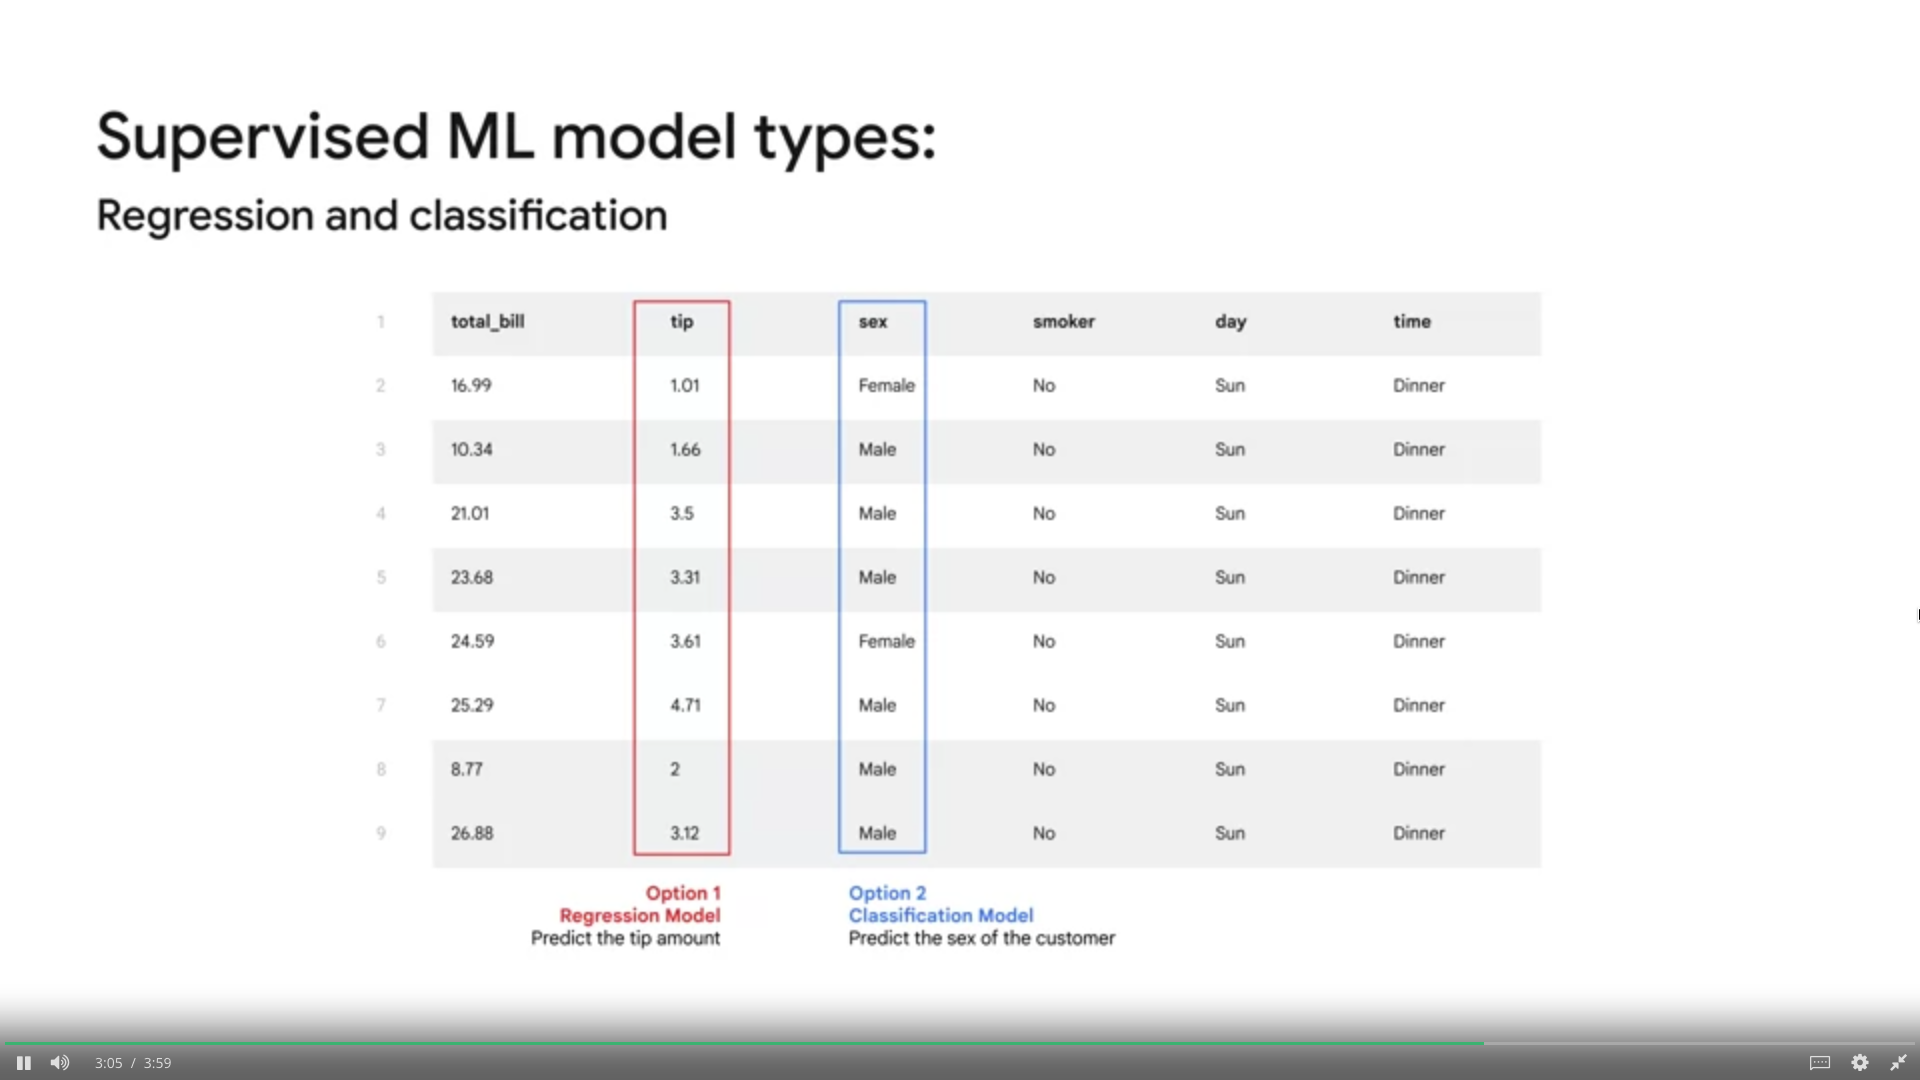 Supervised ML model types:
Regression and classification
1 total_bill tip sex smoker day time
2 16.99 1.01 Female No Sun Dinner
3 10.34 1.66 Male No Sun Dinner
4 21.01 3.5 Male No Sun Dinner
5 23.68 3.31 Male No Sun Dinner
6 24.59 3.61 Female No Sun Dinner
7 25.29 4.71 Male No Sun Dinner
8 8.77 2 Male No Sun Dinner
9 26.88 3.12 Male No Sun Dinner
Option 1
Regression Model
Predict the tip amount
Option 2
Classification Model
Predict the sex of the customer
3:05 / 3:59